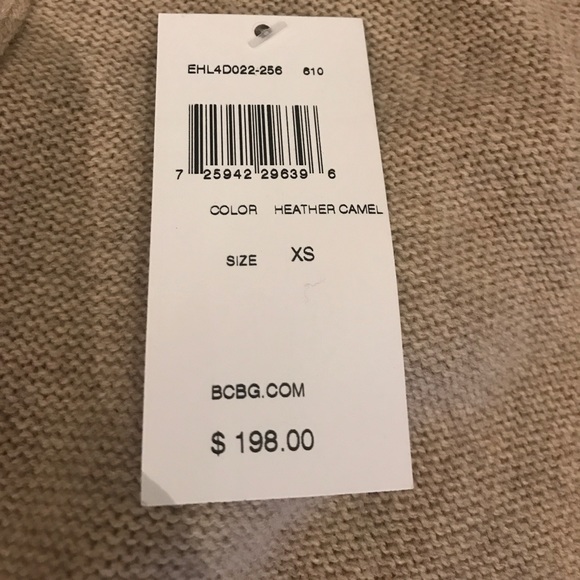 EHL4D022-256 610
7 25942 29639 6
COLOR HEATHER CAMEL
SIZE XS
BCBG.COM
$ 198.00